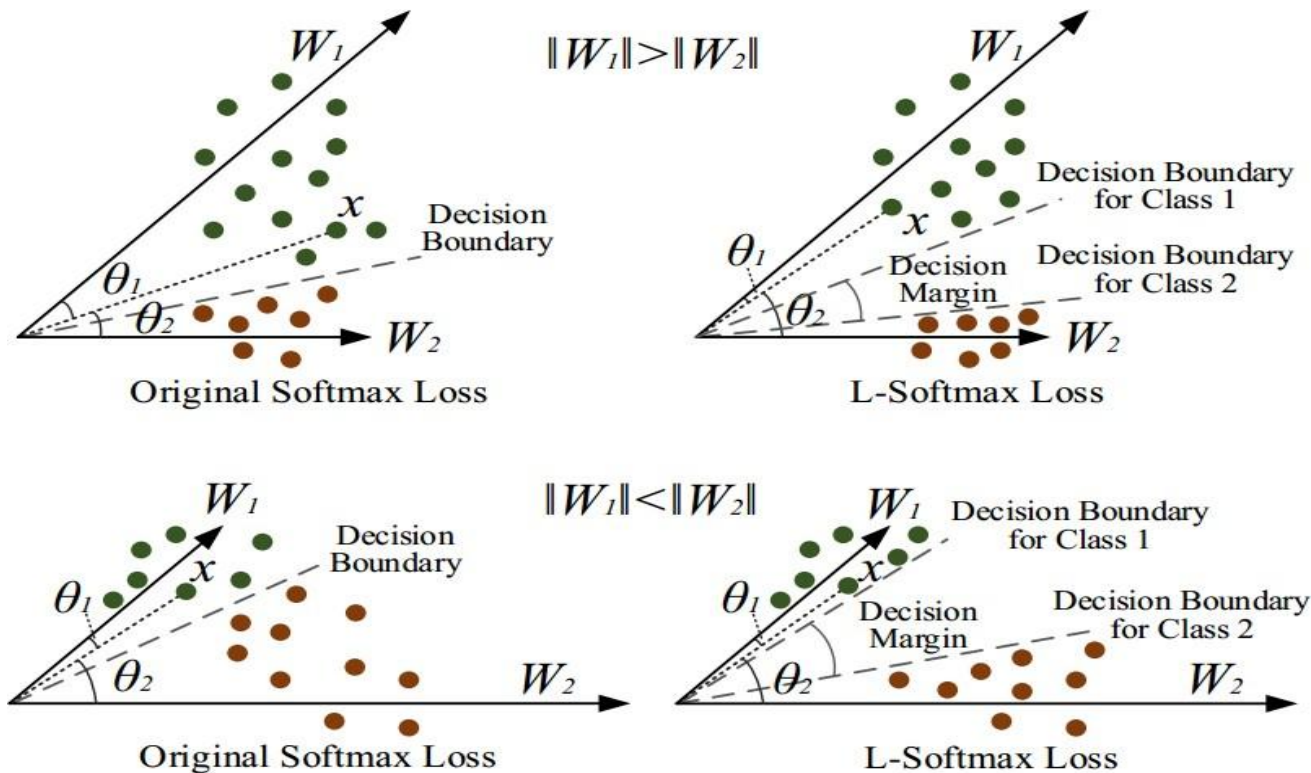 W₁
‖W₁‖>‖W₂‖
x
Decision
Boundary
θ₁
θ₂
W₂
Original Softmax Loss
W₁
Decision Boundary
for Class 1
x
θ₁
Decision
Margin
Decision Boundary
for Class 2
θ₂
W₂
L-Softmax Loss
‖W₁‖<‖W₂‖
W₁
Decision
Boundary
x
θ₁
θ₂
W₂
Original Softmax Loss
W₁
Decision Boundary
for Class 1
x
θ₁
Decision
Margin
Decision Boundary
for Class 2
θ₂
W₂
L-Softmax Loss